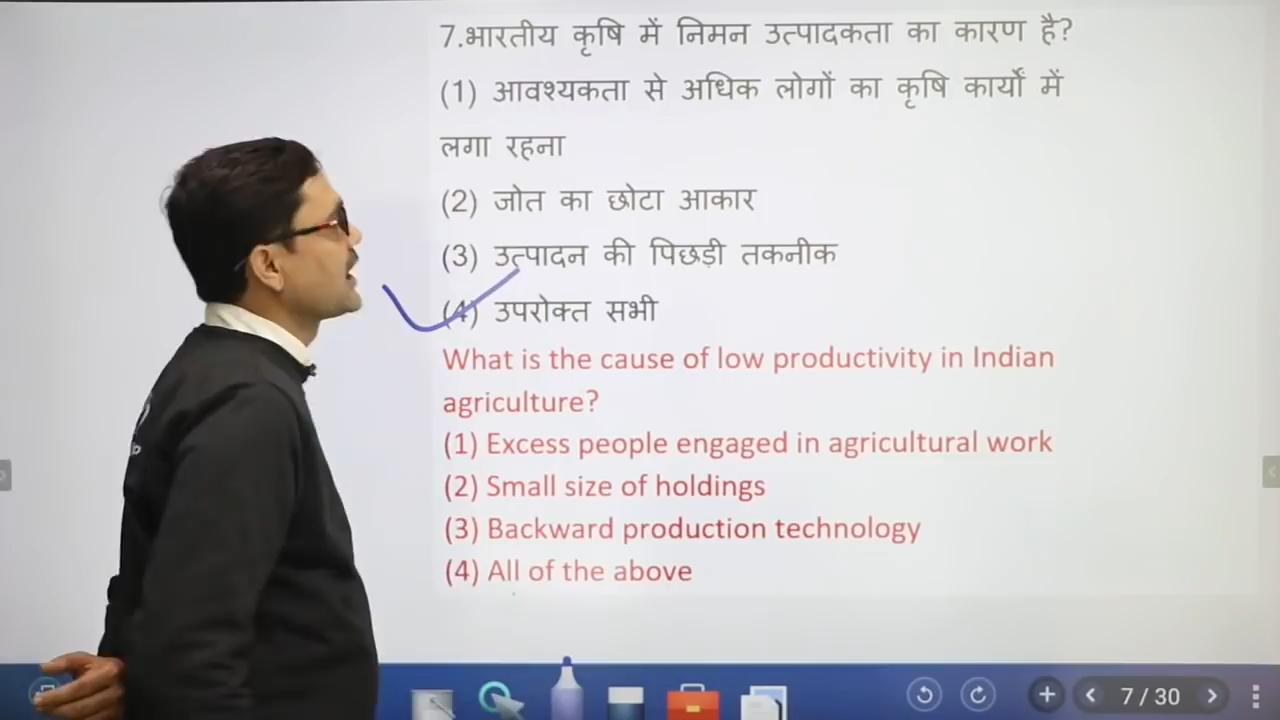 7.भारतीय कृषि में निमन उत्पादकता का कारण है?
(1) आवश्यकता से अधिक लोगों का कृषि कार्यों में
लगा रहना
(2) जोत का छोटा आकार
(3) उत्पादन की पिछड़ी तकनीक
(4) उपरोक्त सभी
What is the cause of low productivity in Indian
agriculture?
(1) Excess people engaged in agricultural work
(2) Small size of holdings
(3) Backward production technology
(4) All of the above
7 / 30